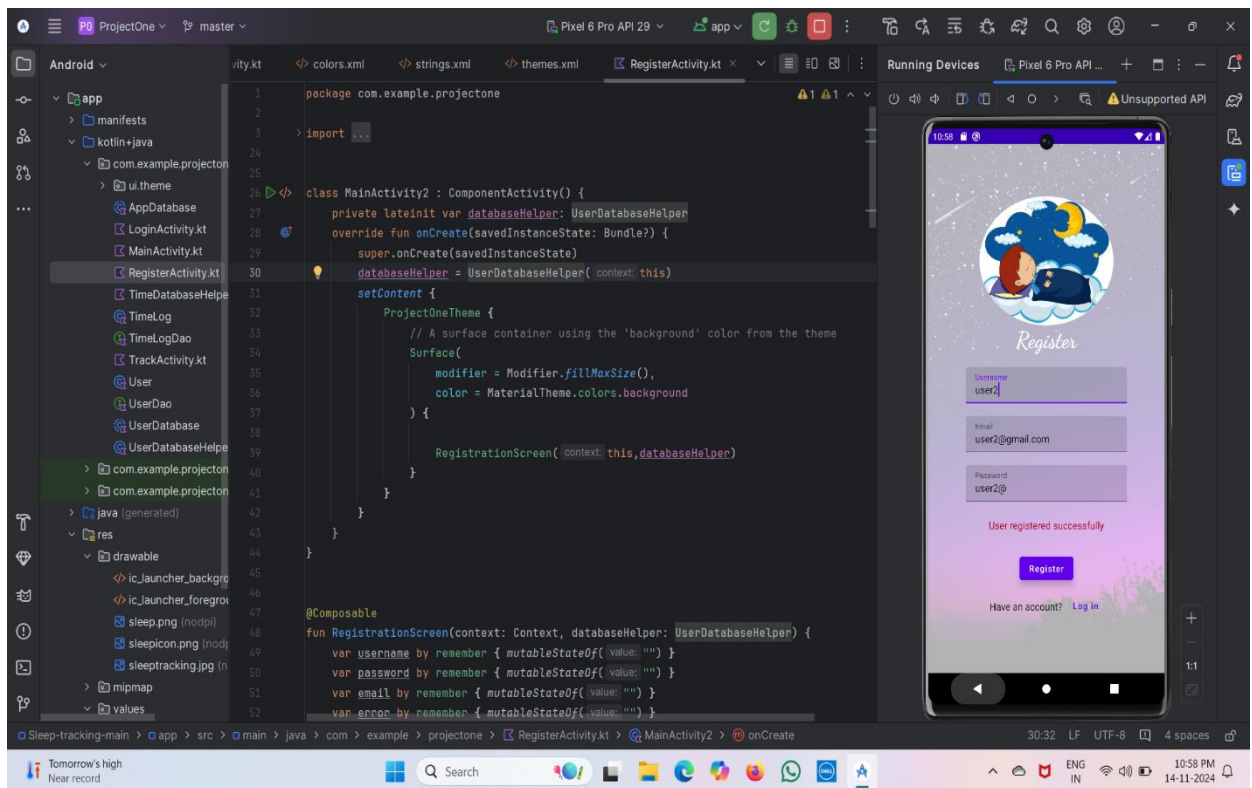 P0 ProjectOne master Pixel 6 Pro API 29 app
Android
app
manifests
kotlin+java
com.example.projecton
ui.theme
AppDatabase
LoginActivity.kt
MainActivity.kt
RegisterActivity.kt
TimeDatabaseHelpe
TimeLog
TimeLogDao
TrackActivity.kt
User
UserDao
UserDatabase
UserDatabaseHelpe
com.example.projecton
com.example.projecton
java (generated)
res
drawable
ic_launcher_backgro
ic_launcher_foregrou
sleep.png (nodpi)
sleepicon.png (nodp
sleeptracking.jpg (n
mipmap
values
vity.kt colors.xml strings.xml themes.xml RegisterActivity.kt
1 package com.example.projectone 1 1
2
3 import ...
24
25
26 class MainActivity2 : ComponentActivity() {
27 private lateinit var databaseHelper: UserDatabaseHelper
28 override fun onCreate(savedInstanceState: Bundle?) {
29 super.onCreate(savedInstanceState)
30 databaseHelper = UserDatabaseHelper( context: this)
31 setContent {
32 ProjectOneTheme {
33 // A surface container using the 'background' color from the theme
34 Surface(
35 modifier = Modifier.fillMaxSize(),
36 color = MaterialTheme.colors.background
37 ) {
38
39 RegistrationScreen( context: this,databaseHelper)
40 }
41 }
42 }
43 }
44 }
45
46
47 @Composable
48 fun RegistrationScreen(context: Context, databaseHelper: UserDatabaseHelper) {
49 var username by remember { mutableStateOf( value: "") }
50 var password by remember { mutableStateOf( value: "") }
51 var email by remember { mutableStateOf( value: "") }
52 var error by remember { mutableStateOf( value: "") }
Running Devices Pixel 6 Pro API ...
Unsupported API
10:58
Register
Username
user2
Email
user2@gmail.com
Password
user2@
User registered successfully
Register
Have an account? Log in
1:1
Sleep-tracking-main > app > src > main > java > com > example > projectone > RegisterActivity.kt > MainActivity2 > onCreate 30:32 LF UTF-8 4 spaces
Tomorrow's high
Near record
Search
DELL
ENG
IN
10:58 PM
14-11-2024